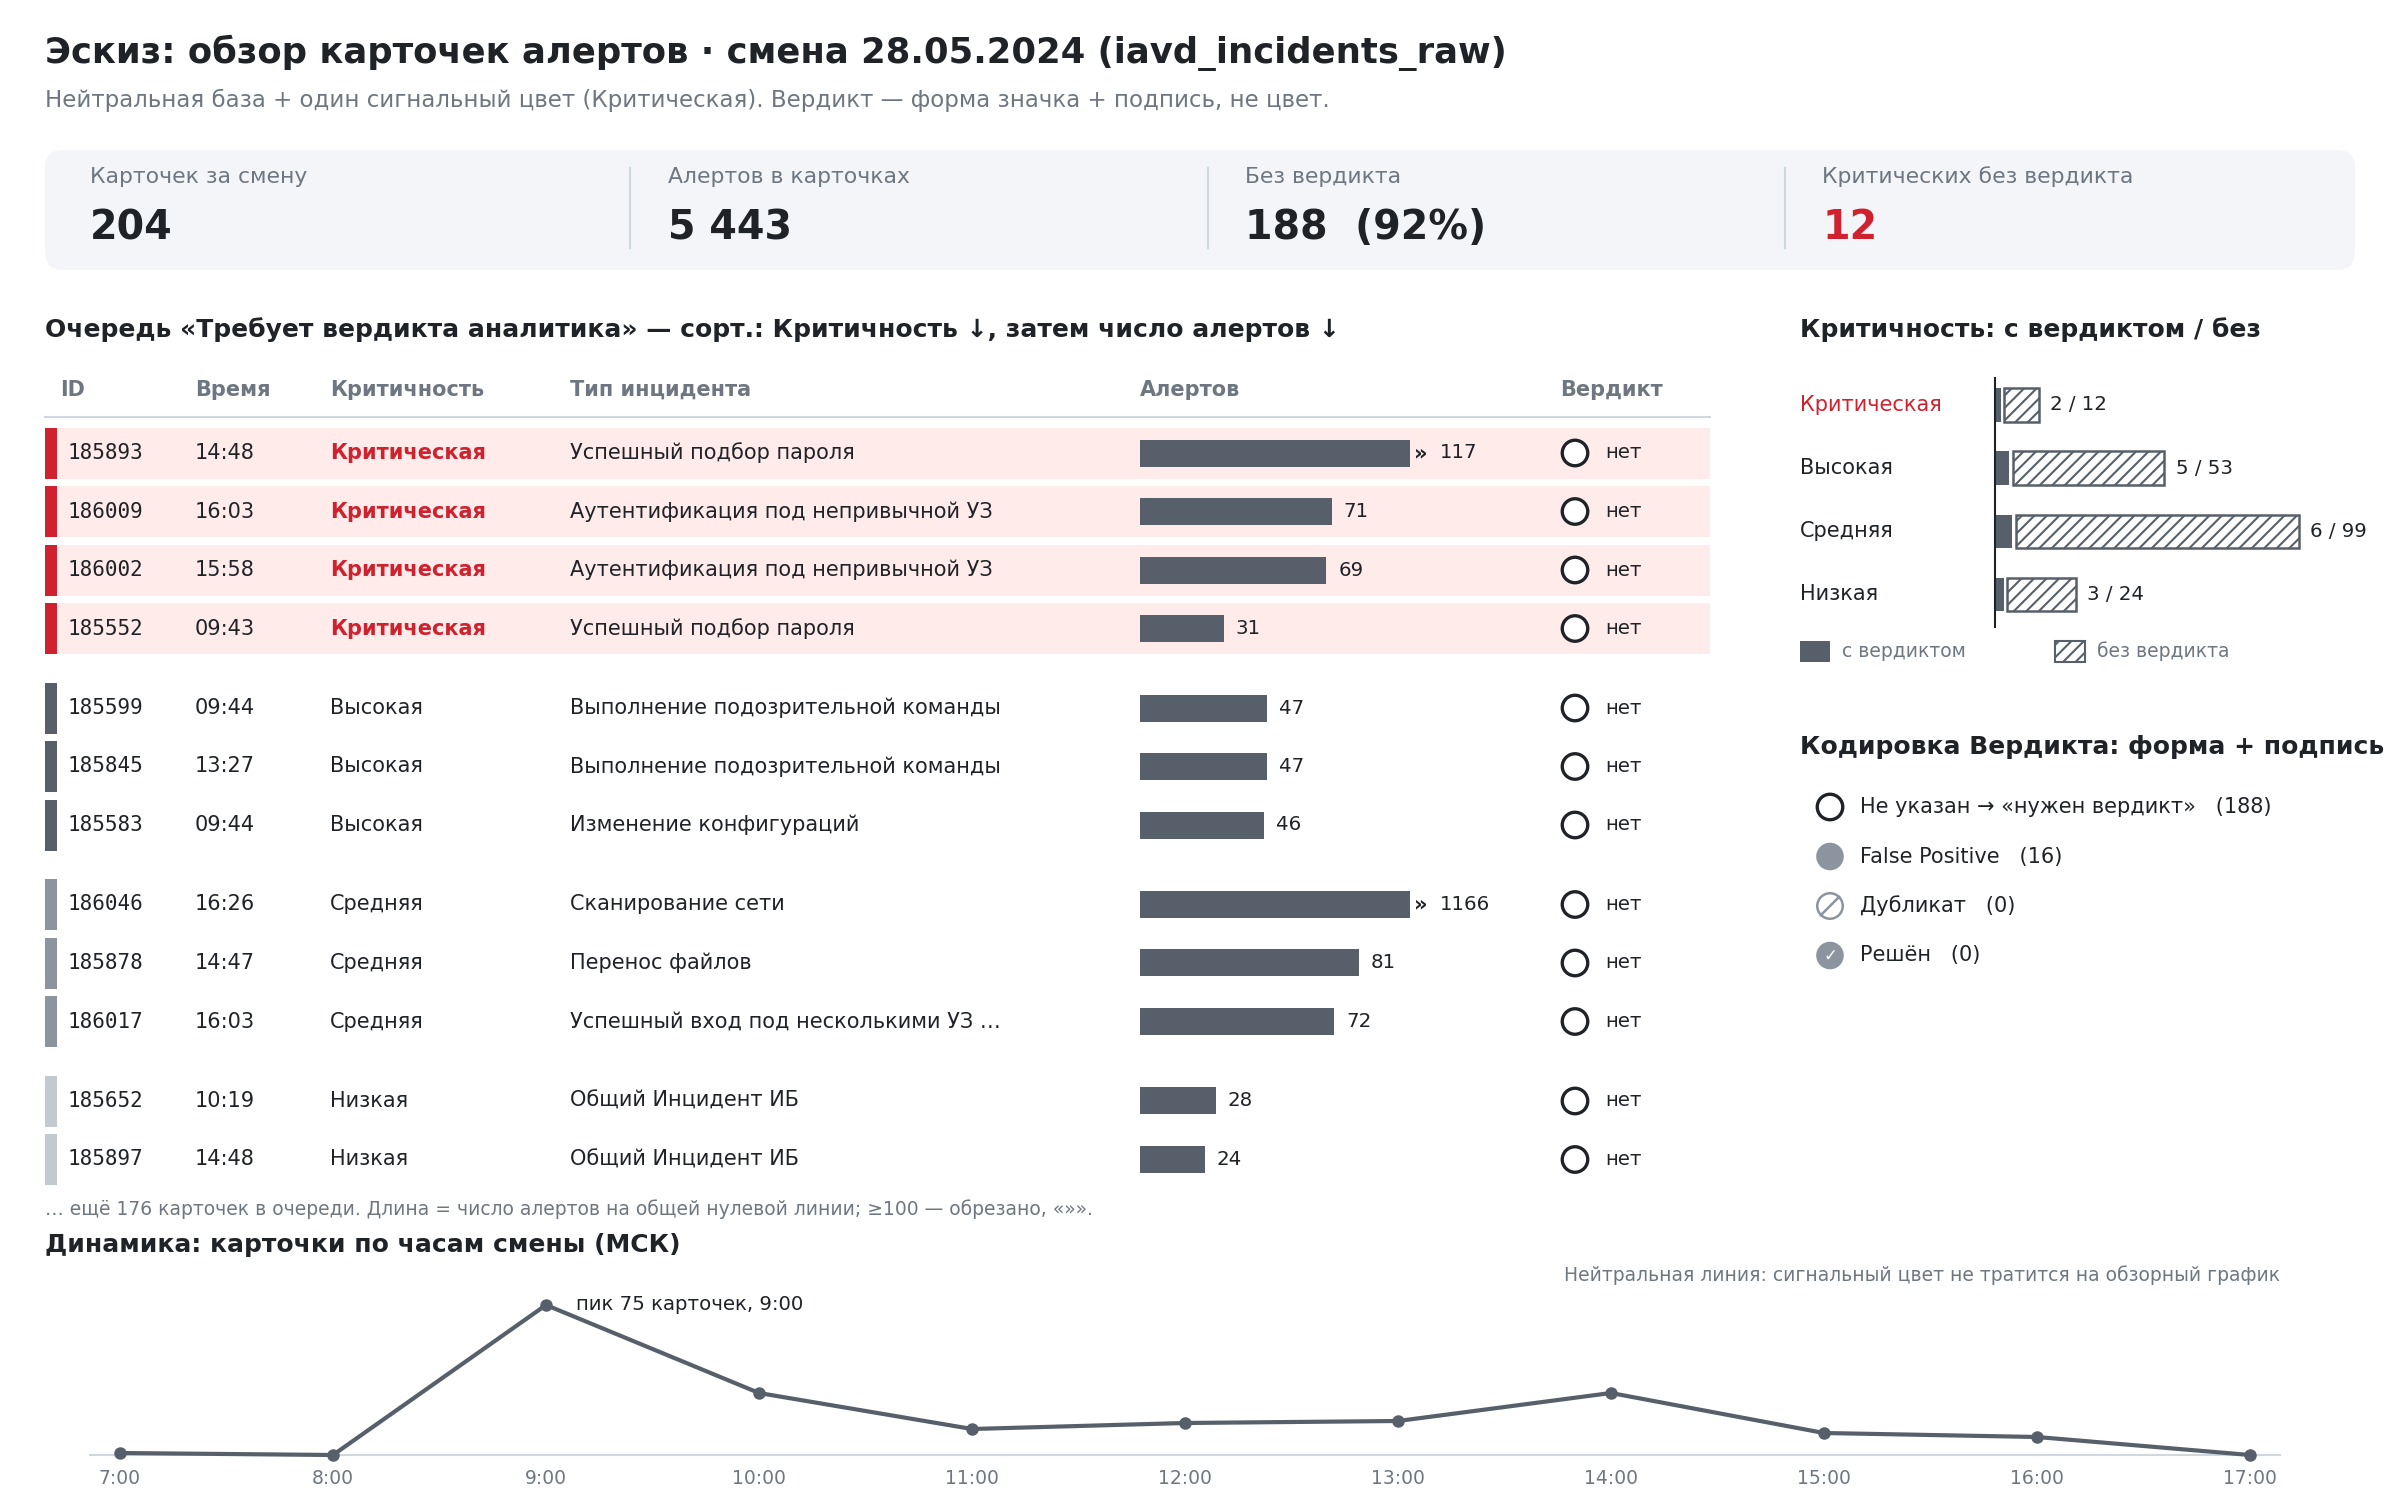 Эскиз: обзор карточек алертов · смена 28.05.2024 (iavd_incidents_raw)
Нейтральная база + один сигнальный цвет (Критическая). Вердикт — форма значка + подпись, не цвет.
Карточек за смену
204
Алертов в карточках
5 443
Без вердикта
188 (92%)
Критических без вердикта
12
Очередь «Требует вердикта аналитика» — сорт.: Критичность ↓, затем число алертов ↓
ID Время Критичность Тип инцидента Алертов Вердикт
185893 14:48 Критическая Успешный подбор пароля » 117 нет
186009 16:03 Критическая Аутентификация под непривычной УЗ 71 нет
186002 15:58 Критическая Аутентификация под непривычной УЗ 69 нет
185552 09:43 Критическая Успешный подбор пароля 31 нет
185599 09:44 Высокая Выполнение подозрительной команды 47 нет
185845 13:27 Высокая Выполнение подозрительной команды 47 нет
185583 09:44 Высокая Изменение конфигураций 46 нет
186046 16:26 Средняя Сканирование сети » 1166 нет
185878 14:47 Средняя Перенос файлов 81 нет
186017 16:03 Средняя Успешный вход под несколькими УЗ … 72 нет
185652 10:19 Низкая Общий Инцидент ИБ 28 нет
185897 14:48 Низкая Общий Инцидент ИБ 24 нет
… ещё 176 карточек в очереди. Длина = число алертов на общей нулевой линии; ≥100 — обрезано, «»».
Критичность: с вердиктом / без
Критическая 2 / 12
Высокая 5 / 53
Средняя 6 / 99
Низкая 3 / 24
с вердиктом без вердикта
Кодировка Вердикта: форма + подпись
Не указан → «нужен вердикт» (188)
False Positive (16)
Дубликат (0)
✓ Решён (0)
Динамика: карточки по часам смены (МСК)
Нейтральная линия: сигнальный цвет не тратится на обзорный график
пик 75 карточек, 9:00
7:00 8:00 9:00 10:00 11:00 12:00 13:00 14:00 15:00 16:00 17:00